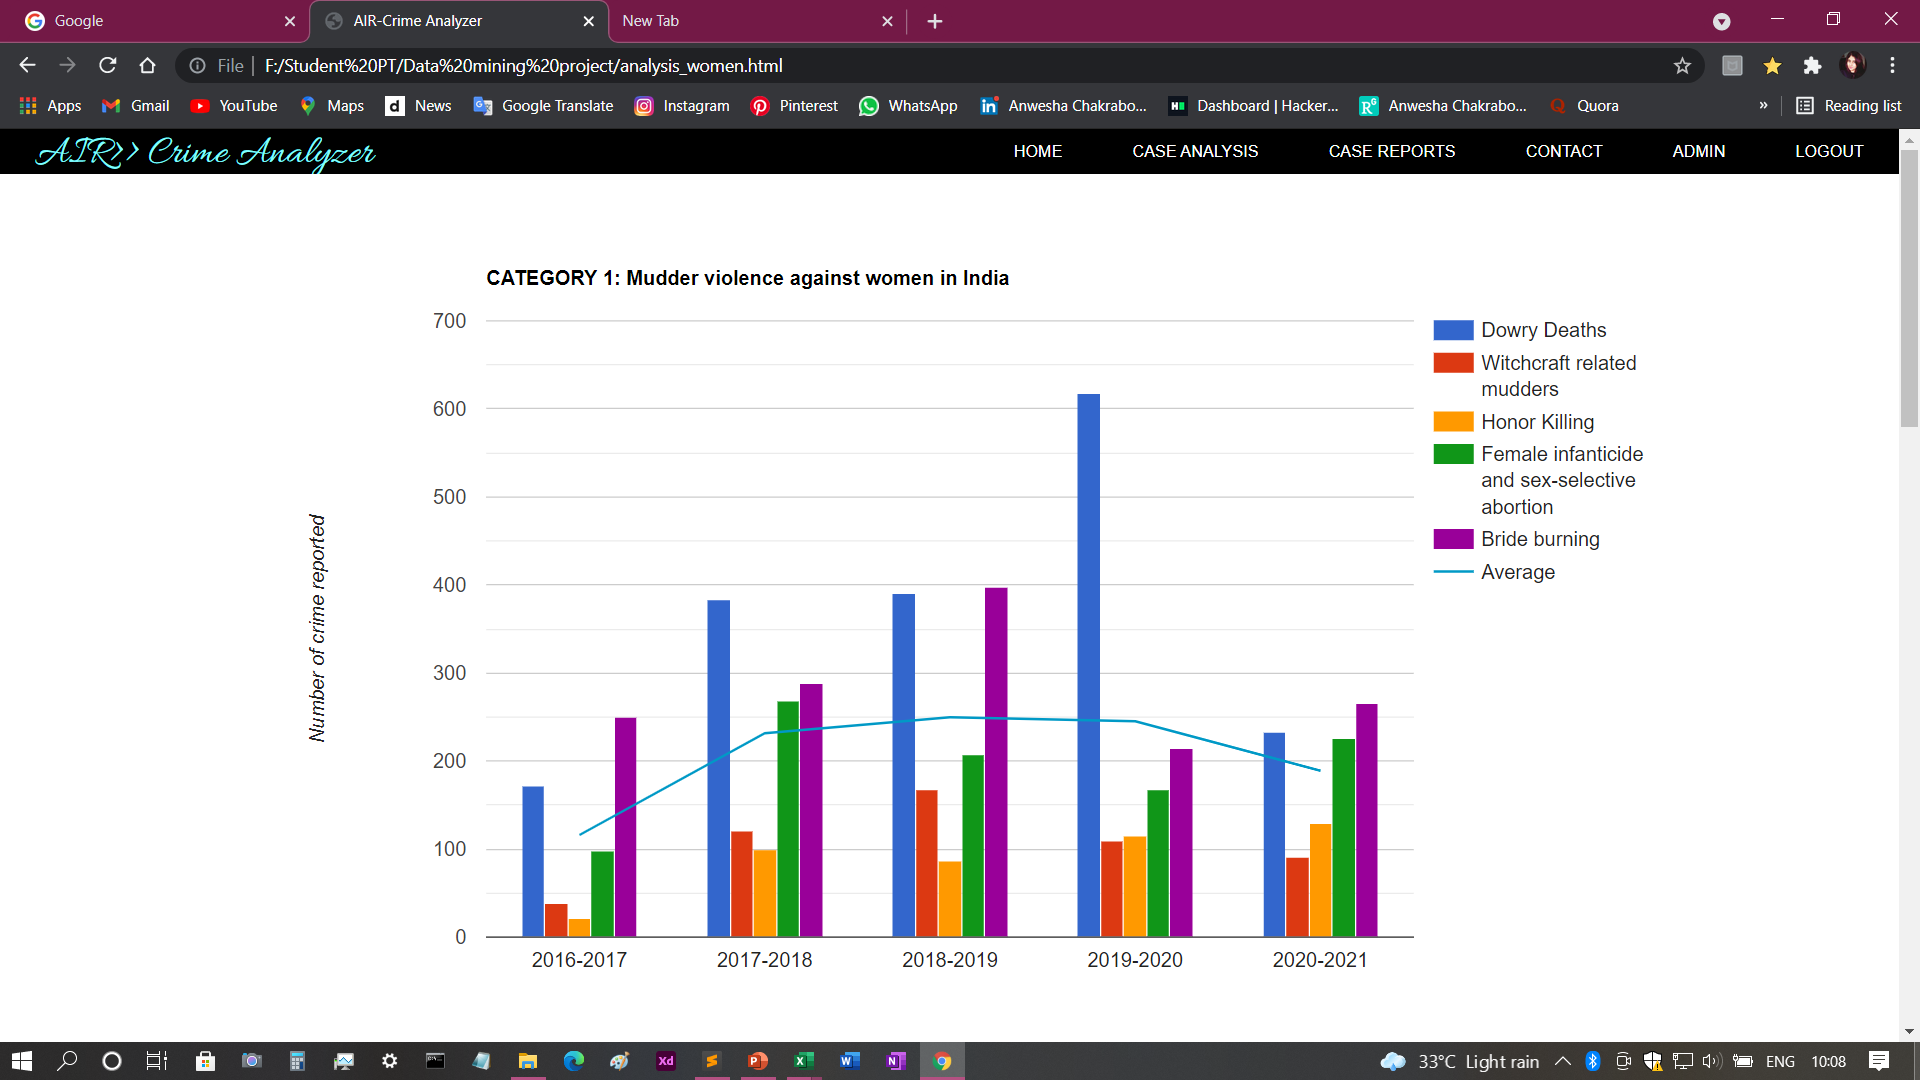 Google
AIR-Crime Analyzer
New Tab
File
F:/Student%20PT/Data%20mining%20project/analysis_women.html
Apps
Gmail
YouTube
Maps
News
Google Translate
Instagram
Pinterest
WhatsApp
Anwesha Chakrabo...
Dashboard | Hacker...
Anwesha Chakrabo...
Quora
»
Reading list
AIR>> Crime Analyzer
HOME
CASE ANALYSIS
CASE REPORTS
CONTACT
ADMIN
LOGOUT
CATEGORY 1: Mudder violence against women in India
Number of crime reported
700
600
500
400
300
200
100
0
2016-2017
2017-2018
2018-2019
2019-2020
2020-2021
Dowry Deaths
Witchcraft related
mudders
Honor Killing
Female infanticide
and sex-selective
abortion
Bride burning
Average
33°C Light rain
ENG
10:08